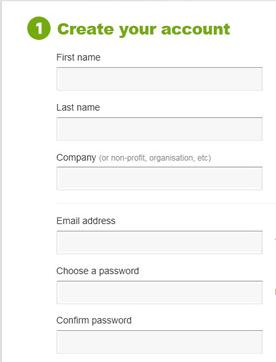 1 Create your account
First name
Last name
Company (or non-profit, organisation, etc)
Email address
Choose a password
Confirm password